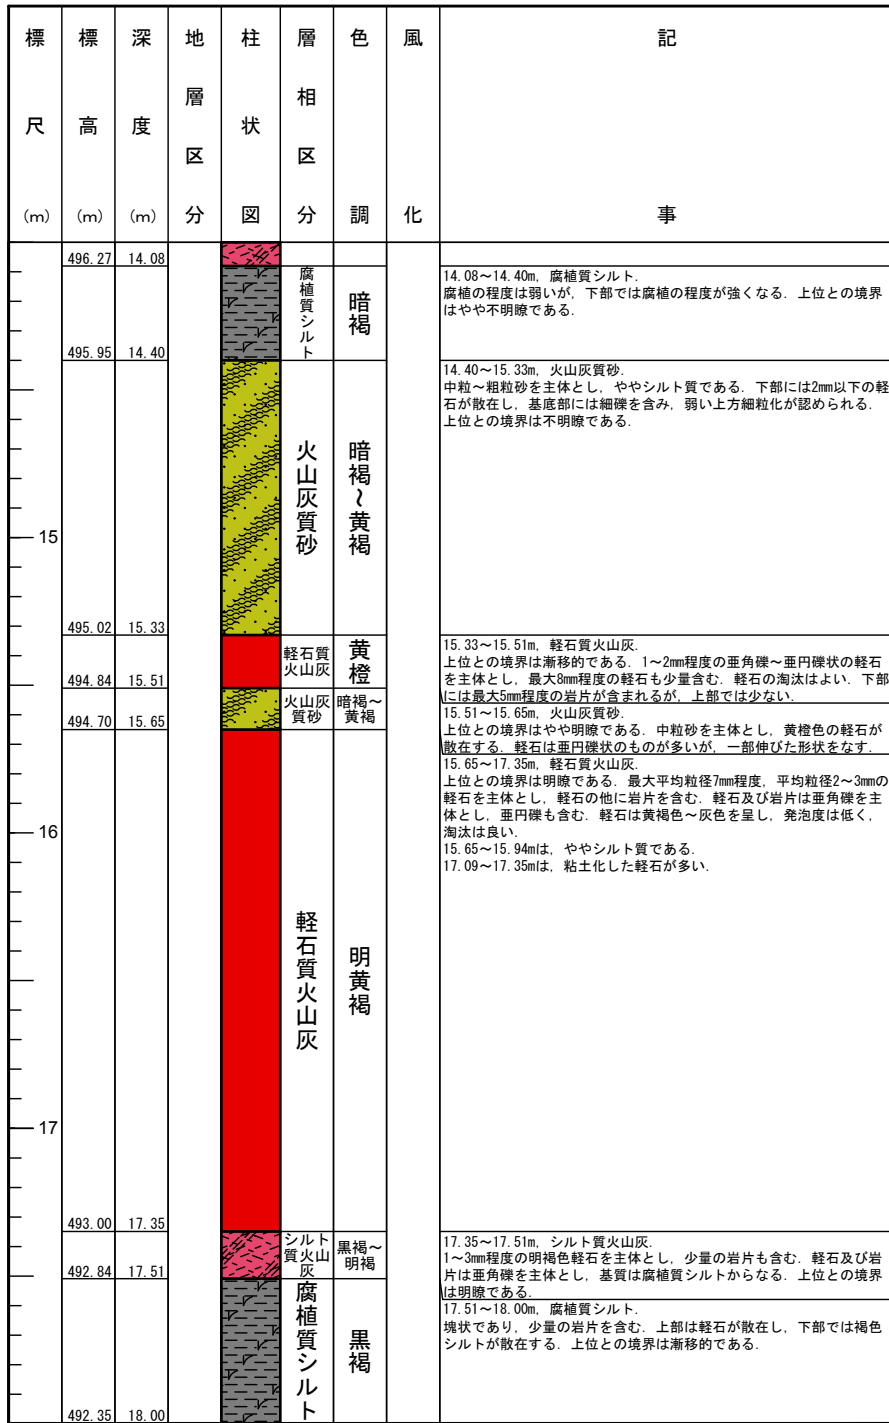 標尺(m) 標高(m) 深度(m) 地層区分 柱状図 層相区分 色調 風化 記事
496.27 14.08
腐植質シルト 暗褐
14.08～14.40m, 腐植質シルト.
腐植の程度は弱いが, 下部では腐植の程度が強くなる. 上位との境界
はやや不明瞭である.
495.95 14.40
火山灰質砂 暗褐～黄褐
14.40～15.33m, 火山灰質砂.
中粒～粗粒砂を主体とし, ややシルト質である. 下部には2mm以下の軽
石が散在し, 基底部には細礫を含み, 弱い上方細粒化が認められる.
上位との境界は不明瞭である.
15
495.02 15.33
軽石質
火山灰
黄橙
15.33～15.51m, 軽石質火山灰.
上位との境界は漸移的である. 1～2mm程度の亜角礫～亜円礫状の軽石
を主体とし, 最大8mm程度の軽石も少量含む. 軽石の淘汰はよい. 下部
には最大5mm程度の岩片が含まれるが, 上部では少ない.
494.84 15.51
火山灰
質砂
暗褐～
黄褐
15.51～15.65m, 火山灰質砂.
上位との境界はやや明瞭である. 中粒砂を主体とし, 黄橙色の軽石が
散在する. 軽石は亜円礫状のものが多いが, 一部伸びた形状をなす.
494.70 15.65
軽石質火山灰 明黄褐
15.65～17.35m, 軽石質火山灰.
上位との境界は明瞭である. 最大平均粒径7mm程度, 平均粒径2～3mmの
軽石を主体とし, 軽石の他に岩片を含む. 軽石及び岩片は亜角礫を主
体とし, 亜円礫も含む. 軽石は黄褐色～灰色を呈し, 発泡度は低く,
淘汰は良い.
15.65～15.94mは, ややシルト質である.
17.09～17.35mは, 粘土化した軽石が多い.
16
17
493.00 17.35
シルト
質火山
灰
黒褐～
明褐
17.35～17.51m, シルト質火山灰.
1～3mm程度の明褐色軽石を主体とし, 少量の岩片も含む. 軽石及び岩
片は亜角礫を主体とし, 基質は腐植質シルトからなる. 上位との境界
は明瞭である.
492.84 17.51
腐植質シルト 黒褐
17.51～18.00m, 腐植質シルト.
塊状であり, 少量の岩片を含む. 上部は軽石が散在し, 下部では褐色
シルトが散在する. 上位との境界は漸移的である.
492.35 18.00